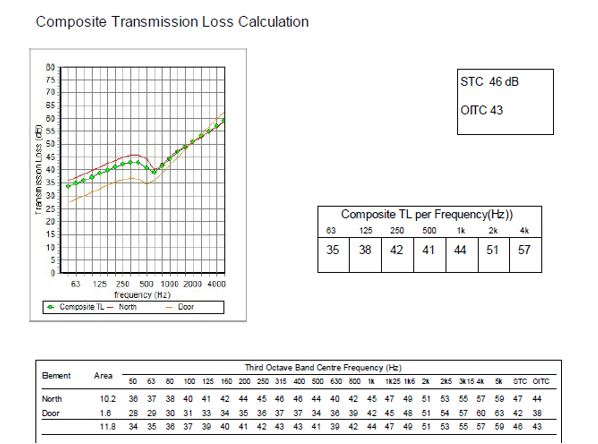 Composite Transmission Loss Calculation
80
75
70
65
60
55
50
45
40
35
30
25
20
15
10
5
0
Transmission Loss (dB)
63 125 250 500 1000 2000 4000
frequency (Hz)
Composite TL North Door
STC 46 dB
OITC 43
Composite TL per Frequency(Hz))
63 125 250 500 1k 2k 4k
35 38 42 41 44 51 57
Third Octave Band Centre Frequency (Hz)
Element Area 50 63 80 100 125 160 200 250 315 400 500 630 800 1k 1k25 1k6 2k 2k5 3k15 4k 5k STC OITC
North 10.2 36 37 38 40 41 42 44 45 46 46 44 40 42 45 47 49 51 53 55 57 59 47 44
Door 1.6 28 29 30 31 33 34 35 36 37 37 34 36 39 42 45 48 51 54 57 60 63 42 38
11.8 34 35 36 37 39 40 41 42 43 43 41 39 42 44 47 49 51 53 55 57 59 46 43